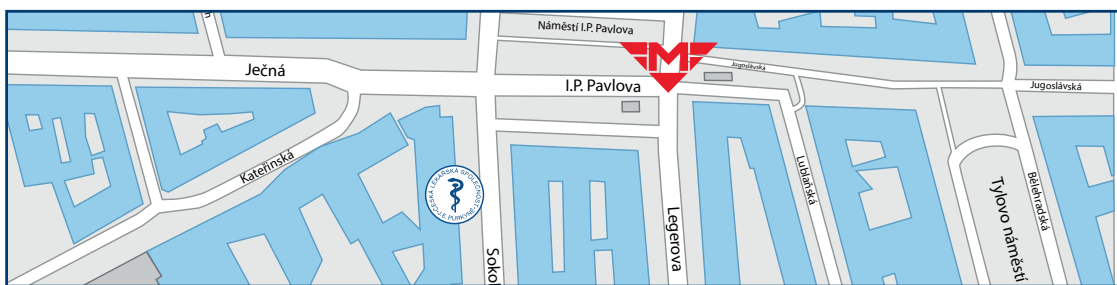 Náměstí I.P. Pavlova
M
Jugoslávská
Ječná
I.P. Pavlova
Jugoslávská
Kateřinská
ČESKÁ LÉKAŘSKÁ SPOLEČNOST
J. E. PURKYNĚ
Lublaňská
Bělehradská
Tylovo náměstí
Legerova
Sokol